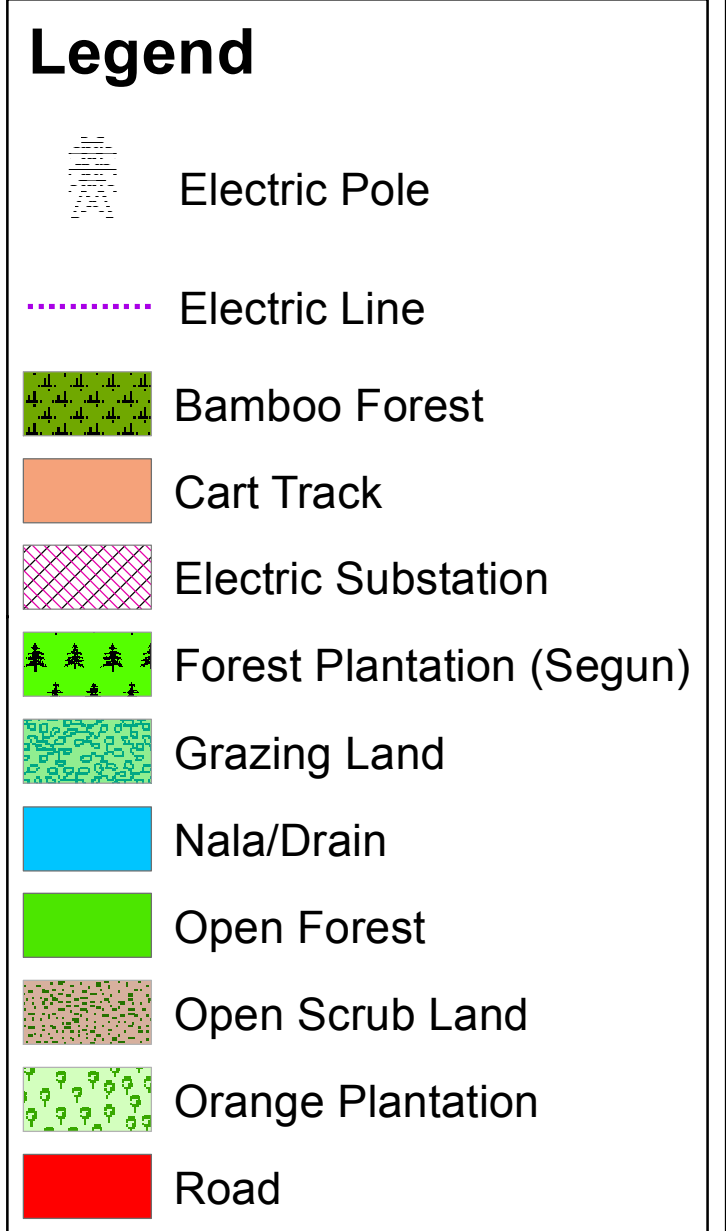 Legend
Electric Pole
Electric Line
Bamboo Forest
Cart Track
Electric Substation
Forest Plantation (Segun)
Grazing Land
Nala/Drain
Open Forest
Open Scrub Land
Orange Plantation
Road